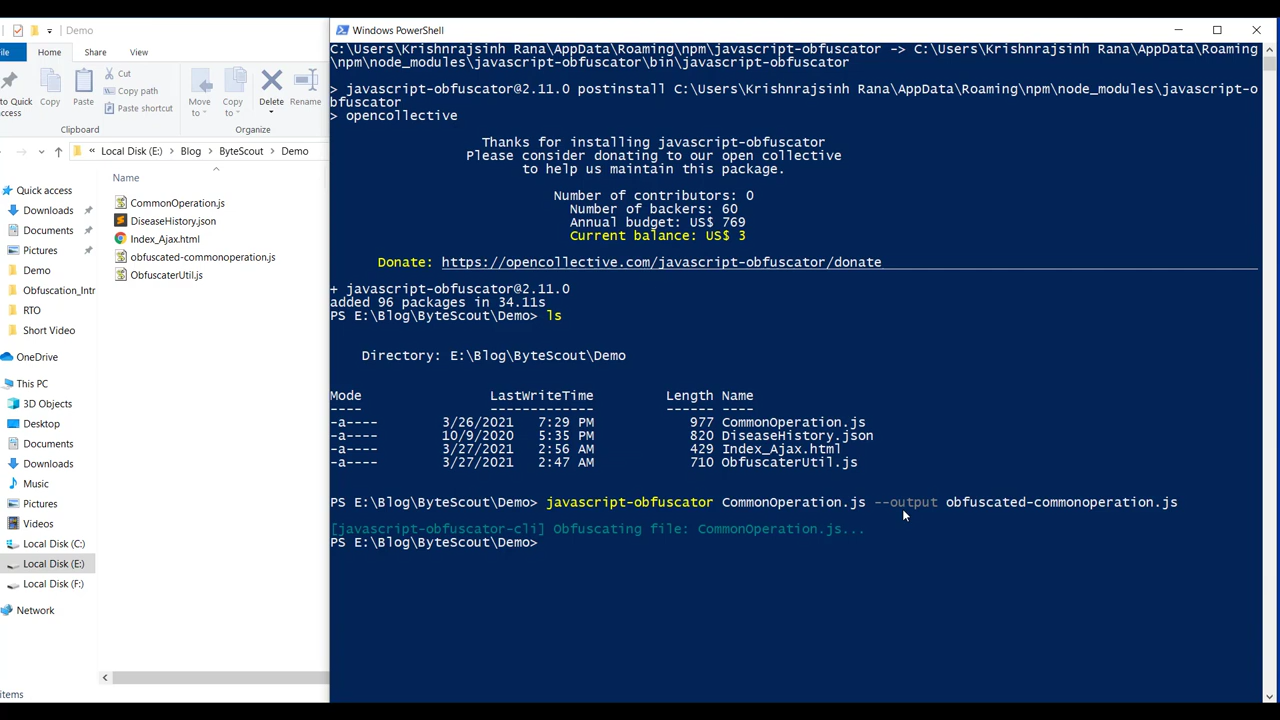 Demo
File
Home
Share
View
to Quick
access
Copy
Paste
Cut
Copy path
Paste shortcut
Move
to
Copy
to
Delete
Rename
Clipboard
Organize
« Local Disk (E:) > Blog > ByteScout > Demo
Name
Quick access
Downloads
Documents
Pictures
Demo
Obfuscation_Intr
RTO
Short Video
OneDrive
This PC
3D Objects
Desktop
Documents
Downloads
Music
Pictures
Videos
Local Disk (C:)
Local Disk (E:)
Local Disk (F:)
Network
items
CommonOperation.js
DiseaseHistory.json
Index_Ajax.html
obfuscated-commonoperation.js
ObfuscaterUtil.js
Windows PowerShell
C:\Users\Krishnrajsinh Rana\AppData\Roaming\npm\javascript-obfuscator -> C:\Users\Krishnrajsinh Rana\AppData\Roaming
\npm\node_modules\javascript-obfuscator\bin\javascript-obfuscator
> javascript-obfuscator@2.11.0 postinstall C:\Users\Krishnrajsinh Rana\AppData\Roaming\npm\node_modules\javascript-o
bfuscator
> opencollective
Thanks for installing javascript-obfuscator
Please consider donating to our open collective
to help us maintain this package.
Number of contributors: 0
Number of backers: 60
Annual budget: US$ 769
Current balance: US$ 3
Donate: https://opencollective.com/javascript-obfuscator/donate
+ javascript-obfuscator@2.11.0
added 96 packages in 34.11s
PS E:\Blog\ByteScout\Demo> ls
Directory: E:\Blog\ByteScout\Demo
Mode LastWriteTime Length Name
---- ------------- ------ ----
-a---- 3/26/2021 7:29 PM 977 CommonOperation.js
-a---- 10/9/2020 5:35 PM 820 DiseaseHistory.json
-a---- 3/27/2021 2:56 AM 429 Index_Ajax.html
-a---- 3/27/2021 2:47 AM 710 ObfuscaterUtil.js
PS E:\Blog\ByteScout\Demo> javascript-obfuscator CommonOperation.js --output obfuscated-commonoperation.js
[javascript-obfuscator-cli] Obfuscating file: CommonOperation.js...
PS E:\Blog\ByteScout\Demo>